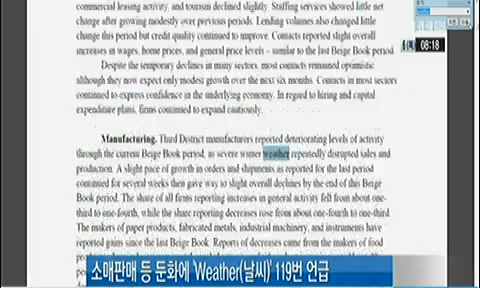 commercial leasing activity, and tourism declined slightly. Staffing services showed little net
change after growing modestly over previous periods. Lending volumes also changed little
change this period but credit quality continued to improve. Contacts reported slight overall
increases in wages, home prices, and general price levels – similar to the last Beige Book period.
Despite the temporary declines in many sectors, most contacts remained optimistic
although they now expect only modest growth over the next six months. Contacts in most sectors
continued to express confidence in the underlying economy. In regard to hiring and capital
expenditure plans, firms continued to expand cautiously.
08:18
Manufacturing. Third District manufacturers reported deteriorating levels of activity
through the current Beige Book period, as severe winter weather repeatedly disrupted sales and
production. A slight pace of growth in orders and shipments as reported for the last period
continued for several weeks then gave way to slight overall declines by the end of this Beige
Book period. The share of all firms reporting increases in general activity fell from about one-
third to one-fourth, while the share reporting decreases rose from about one-fourth to one-third.
The makers of paper products, fabricated metals, industrial machinery, and instruments have
reported gains since the last Beige Book. Reports of decreases came from the makers of food
소매판매 등 둔화에 'Weather(날씨)' 119번 언급